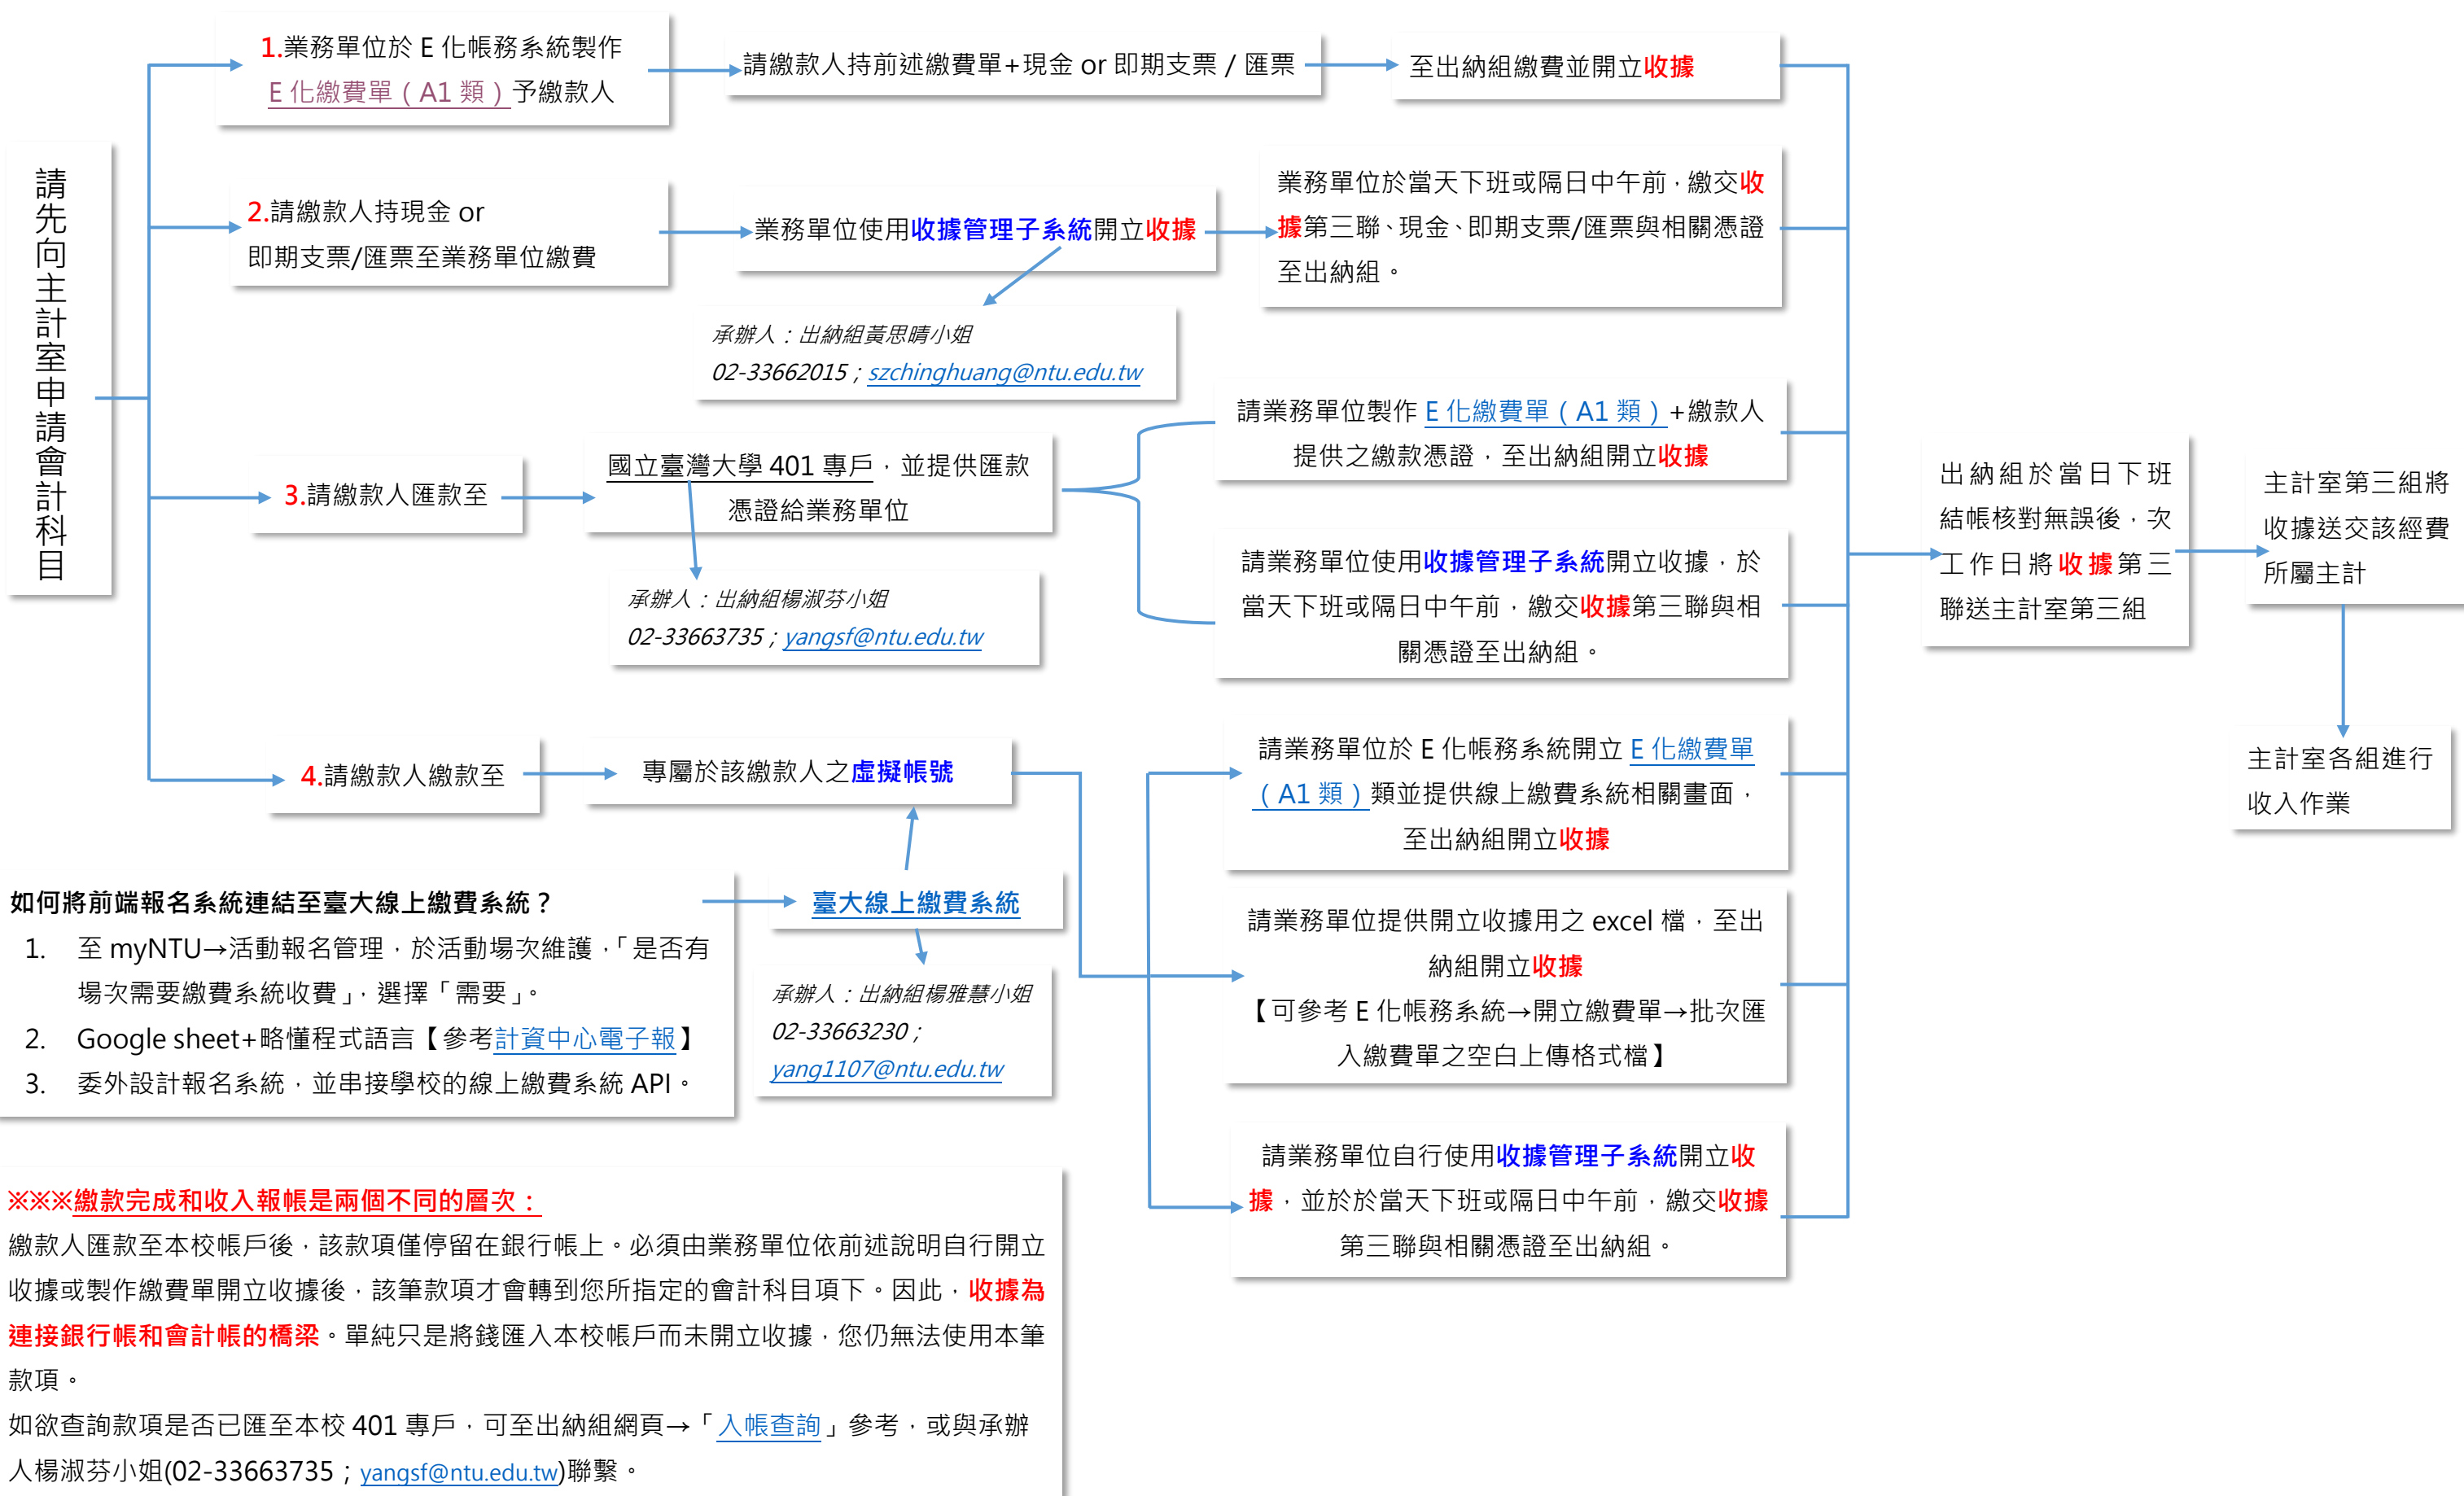 請先向主計室申請會計科目
1.業務單位於 E 化帳務系統製作
E 化繳費單（A1 類）予繳款人
請繳款人持前述繳費單+現金 or 即期支票 / 匯票
至出納組繳費並開立收據
2.請繳款人持現金 or
即期支票/匯票至業務單位繳費
業務單位使用收據管理子系統開立收據
業務單位於當天下班或隔日中午前，繳交收
據第三聯、現金、即期支票/匯票與相關憑證
至出納組。
承辦人：出納組黃思晴小姐
02-33662015；szchinghuang@ntu.edu.tw
3.請繳款人匯款至
國立臺灣大學 401 專戶，並提供匯款
憑證給業務單位
承辦人：出納組楊淑芬小姐
02-33663735；yangsf@ntu.edu.tw
請業務單位製作 E 化繳費單（A1 類）+繳款人
提供之繳款憑證，至出納組開立收據
請業務單位使用收據管理子系統開立收據，於
當天下班或隔日中午前，繳交收據第三聯與相
關憑證至出納組。
4.請繳款人繳款至
專屬於該繳款人之虛擬帳號
請業務單位於 E 化帳務系統開立 E 化繳費單
（A1 類）類並提供線上繳費系統相關畫面，
至出納組開立收據
請業務單位提供開立收據用之 excel 檔，至出
納組開立收據
【可參考 E 化帳務系統→開立繳費單→批次匯
入繳費單之空白上傳格式檔】
請業務單位自行使用收據管理子系統開立收
據，並於於當天下班或隔日中午前，繳交收據
第三聯與相關憑證至出納組。
出納組於當日下班
結帳核對無誤後，次
工作日將收據第三
聯送主計室第三組
主計室第三組將
收據送交該經費
所屬主計
主計室各組進行
收入作業
如何將前端報名系統連結至臺大線上繳費系統？
1. 至 myNTU→活動報名管理，於活動場次維護，「是否有
場次需要繳費系統收費」，選擇「需要」。
2. Google sheet+略懂程式語言【參考計資中心電子報】
3. 委外設計報名系統，並串接學校的線上繳費系統 API。
臺大線上繳費系統
承辦人：出納組楊雅慧小姐
02-33663230；
yang1107@ntu.edu.tw
※※※繳款完成和收入報帳是兩個不同的層次：
繳款人匯款至本校帳戶後，該款項僅停留在銀行帳上。必須由業務單位依前述說明自行開立
收據或製作繳費單開立收據後，該筆款項才會轉到您所指定的會計科目項下。因此，收據為
連接銀行帳和會計帳的橋梁。單純只是將錢匯入本校帳戶而未開立收據，您仍無法使用本筆
款項。
如欲查詢款項是否已匯至本校 401 專戶，可至出納組網頁→「入帳查詢」參考，或與承辦
人楊淑芬小姐(02-33663735；yangsf@ntu.edu.tw)聯繫。